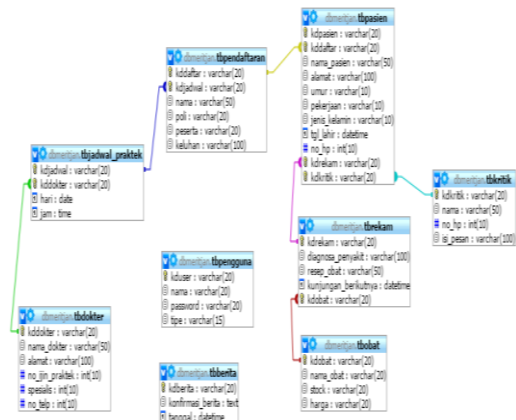 dbmeritjan.tbpasien
kdpasien : varchar(20)
kddaftar : varchar(20)
nama_pasien : varchar(50)
alamat : varchar(100)
umur : varchar(10)
pekerjaan : varchar(10)
jenis_kelamin : varchar(10)
tgl_lahir : datetime
no_hp : int(10)
kdrekam : varchar(20)
kdkritik : varchar(20)
tbpendaftaran
kddaftar : varchar(20)
kdjadwal : varchar(20)
nama : varchar(50)
poli : varchar(20)
peserta : varchar(20)
keluhan : varchar(100)
tbjadwal_praktek
kdjadwal : varchar(20)
kddokter : varchar(20)
hari : date
jam : time
tbkritik
kdkritik : varchar(20)
nama : varchar(50)
no_hp : int(10)
isi_pesan : varchar(100)
tbrekam
kdrekam : varchar(20)
diagnosa_penyakit : varchar(100)
resep_obat : varchar(50)
kunjungan_berikutnya : datetime
kdobat : varchar(20)
tbpengguna
kduser : varchar(20)
nama : varchar(20)
password : varchar(20)
tipe : varchar(15)
tbdokter
kddokter : varchar(20)
nama_dokter : varchar(50)
alamat : varchar(100)
no_ijin_praktek : int(10)
spesialis : int(10)
no_telp : int(10)
tbobat
kdobat : varchar(20)
nama_obat : varchar(20)
stock : varchar(20)
harga : varchar(20)
tbberita
kdberita : varchar(20)
konfirmasi_berita : text
tanggal : datetime